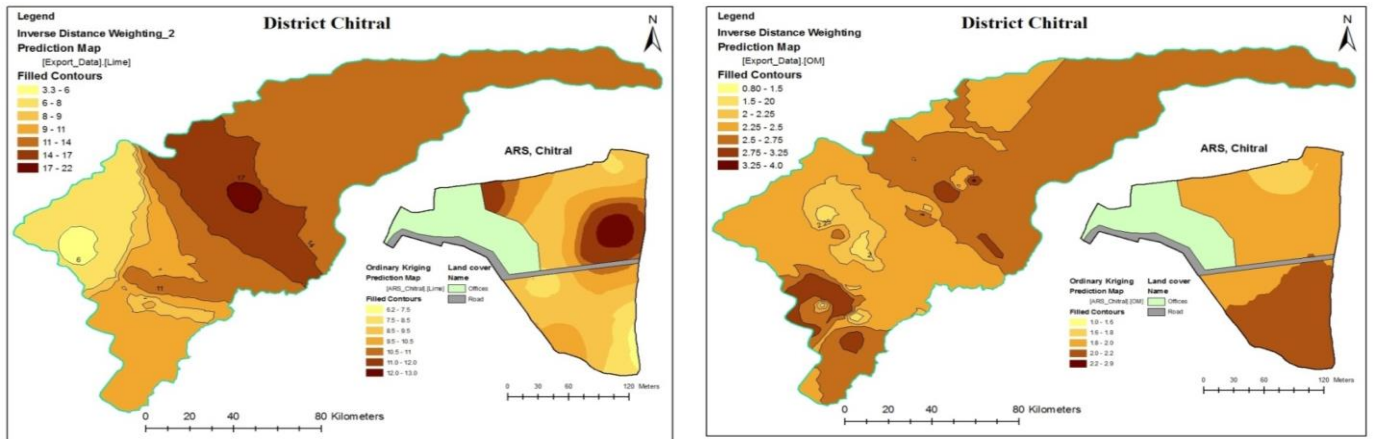 Legend
District Chitral
N
Inverse Distance Weighting_2
Prediction Map
[Export_Data].[Lime]
Filled Contours
3.3 - 6
6 - 8
8 - 9
9 - 11
11 - 14
14 - 17
17 - 22
17
14
6
11
ARS, Chitral
Ordinary Kriging
Prediction Map
[ARS_Chitral].[Lime]
Filled Contours
6.2 - 7.5
7.5 - 8.5
8.5 - 9.5
9.5 - 10.5
10.5 - 11
11.0 - 12.0
12.0 - 13.0
Land cover
Name
Offices
Road
0 30 60 120 Meters
0 20 40 80 Kilometers
Legend
District Chitral
N
Inverse Distance Weighting
Prediction Map
[Export_Data].[OM]
Filled Contours
0.80 - 1.5
1.5 - 20
2 - 2.25
2.25 - 2.5
2.5 - 2.75
2.75 - 3.25
3.25 - 4.0
2
ARS, Chitral
Ordinary Kriging
Prediction Map
[ARS_Chitral].[OM]
Filled Contours
1.0 - 1.6
1.6 - 1.8
1.8 - 2.0
2.0 - 2.2
2.2 - 2.9
Land cover
Name
Offices
Road
0 30 60 120 Meters
0 20 40 80 Kilometers